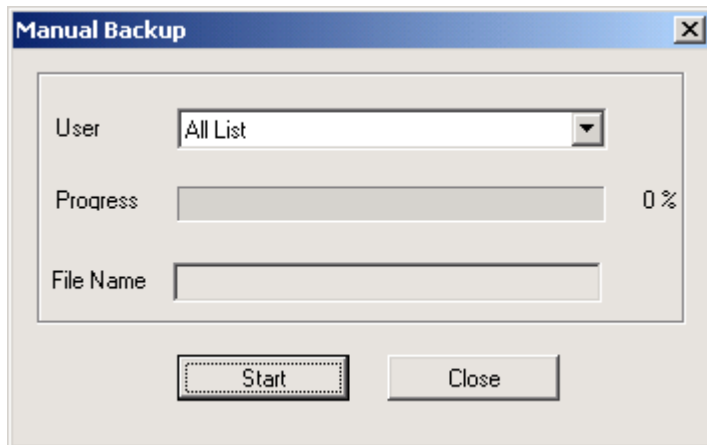 Manual Backup
User All List
Progress 0 %
File Name
Start Close